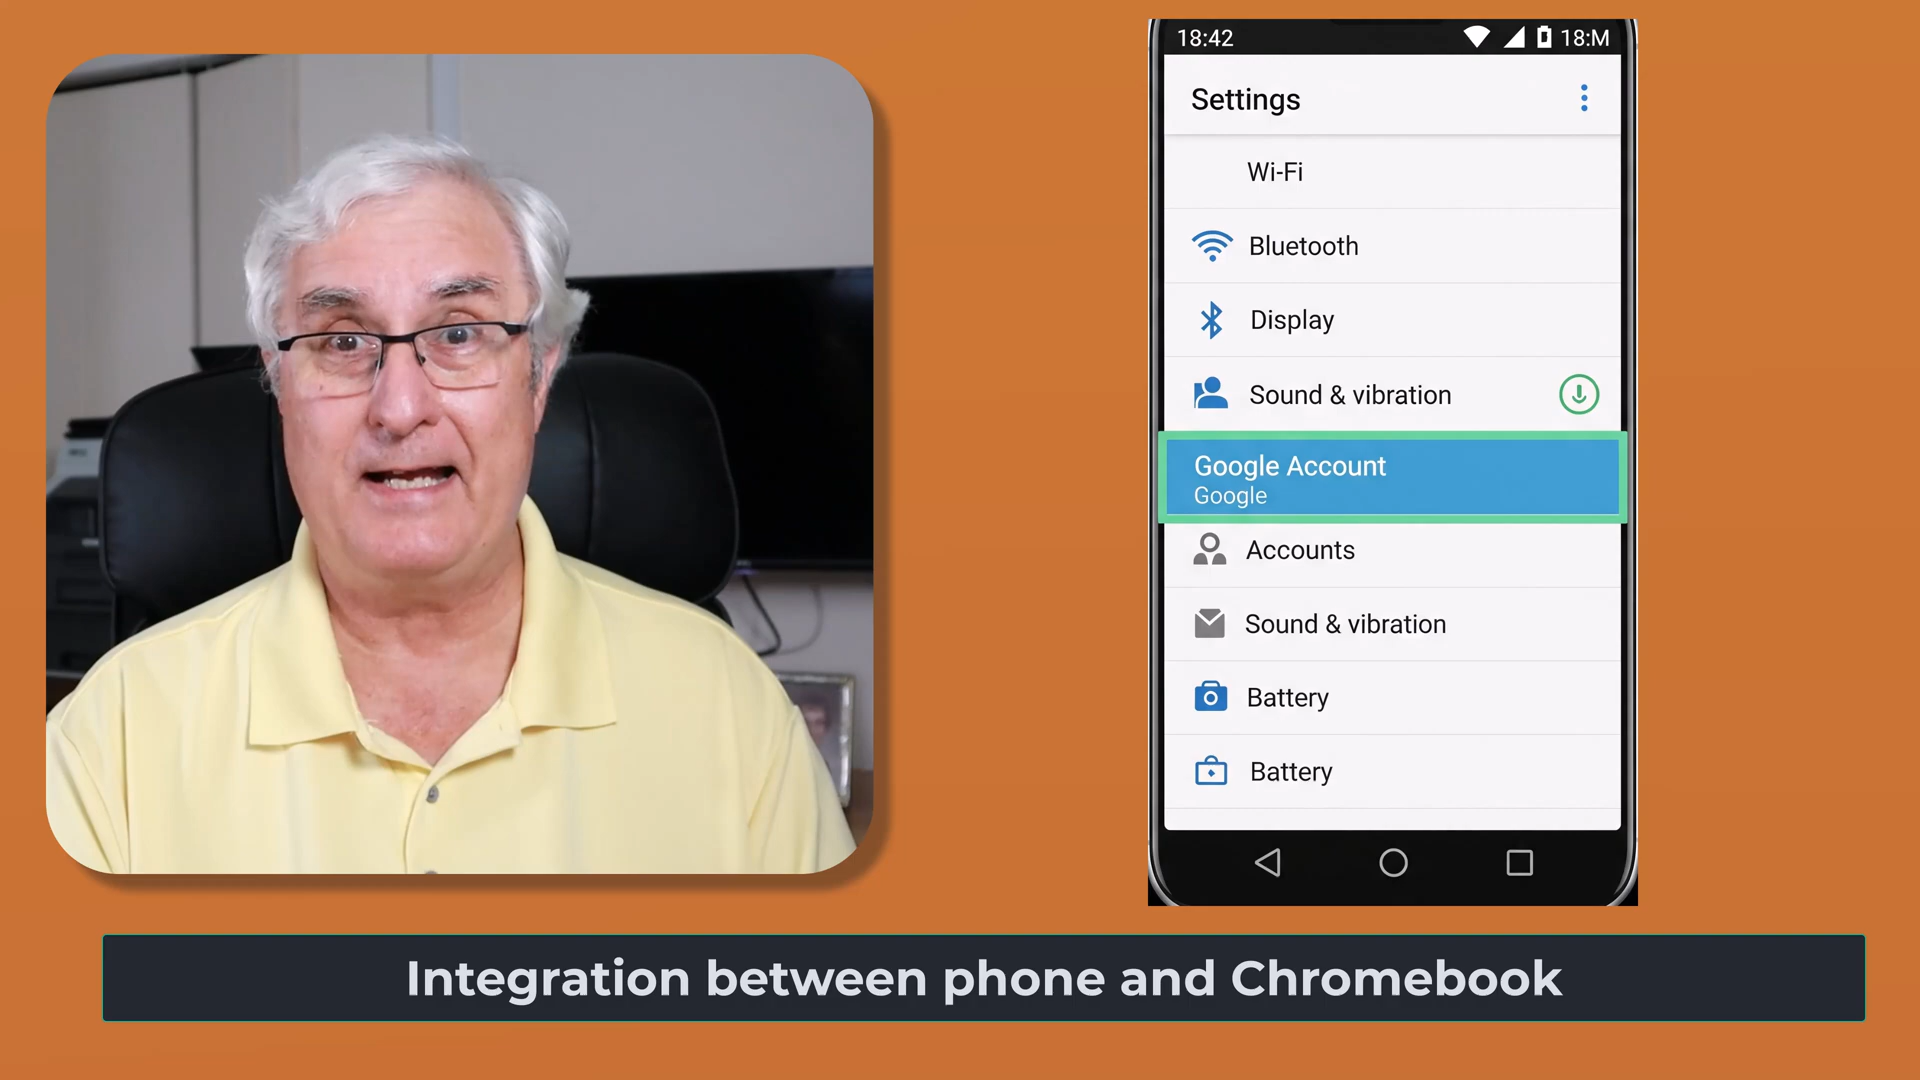 18:42
18:M
Settings
Wi-Fi
Bluetooth
Display
Sound & vibration
Google Account
Google
Accounts
Sound & vibration
Battery
Battery
Integration between phone and Chromebook